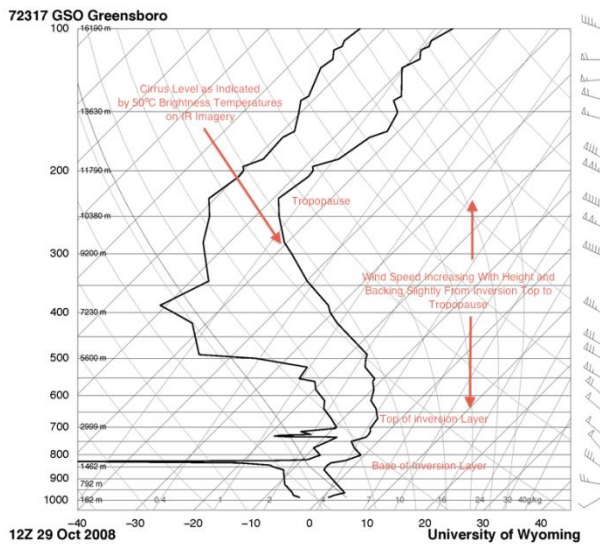 72317 GSO Greensboro
100
16180 m
Cirrus Level as Indicated
by 50°C Brightness Temperatures
on IR Imagery
13630 m
200
11790 m
Tropopause
10380 m
300
9200 m
Wind Speed Increasing With Height and
Backing Slightly From Inversion Top to
Tropopause
400
7230 m
500
5600 m
600
Top of Inversion Layer
700
2999 m
800
Base of Inversion Layer
1462 m
900
792 m
1000
162 m
0.4 1 2 4 7 10 16 24 32 40g/kg
-40 -30 -20 -10 0 10 20 30 40
12Z 29 Oct 2008 University of Wyoming